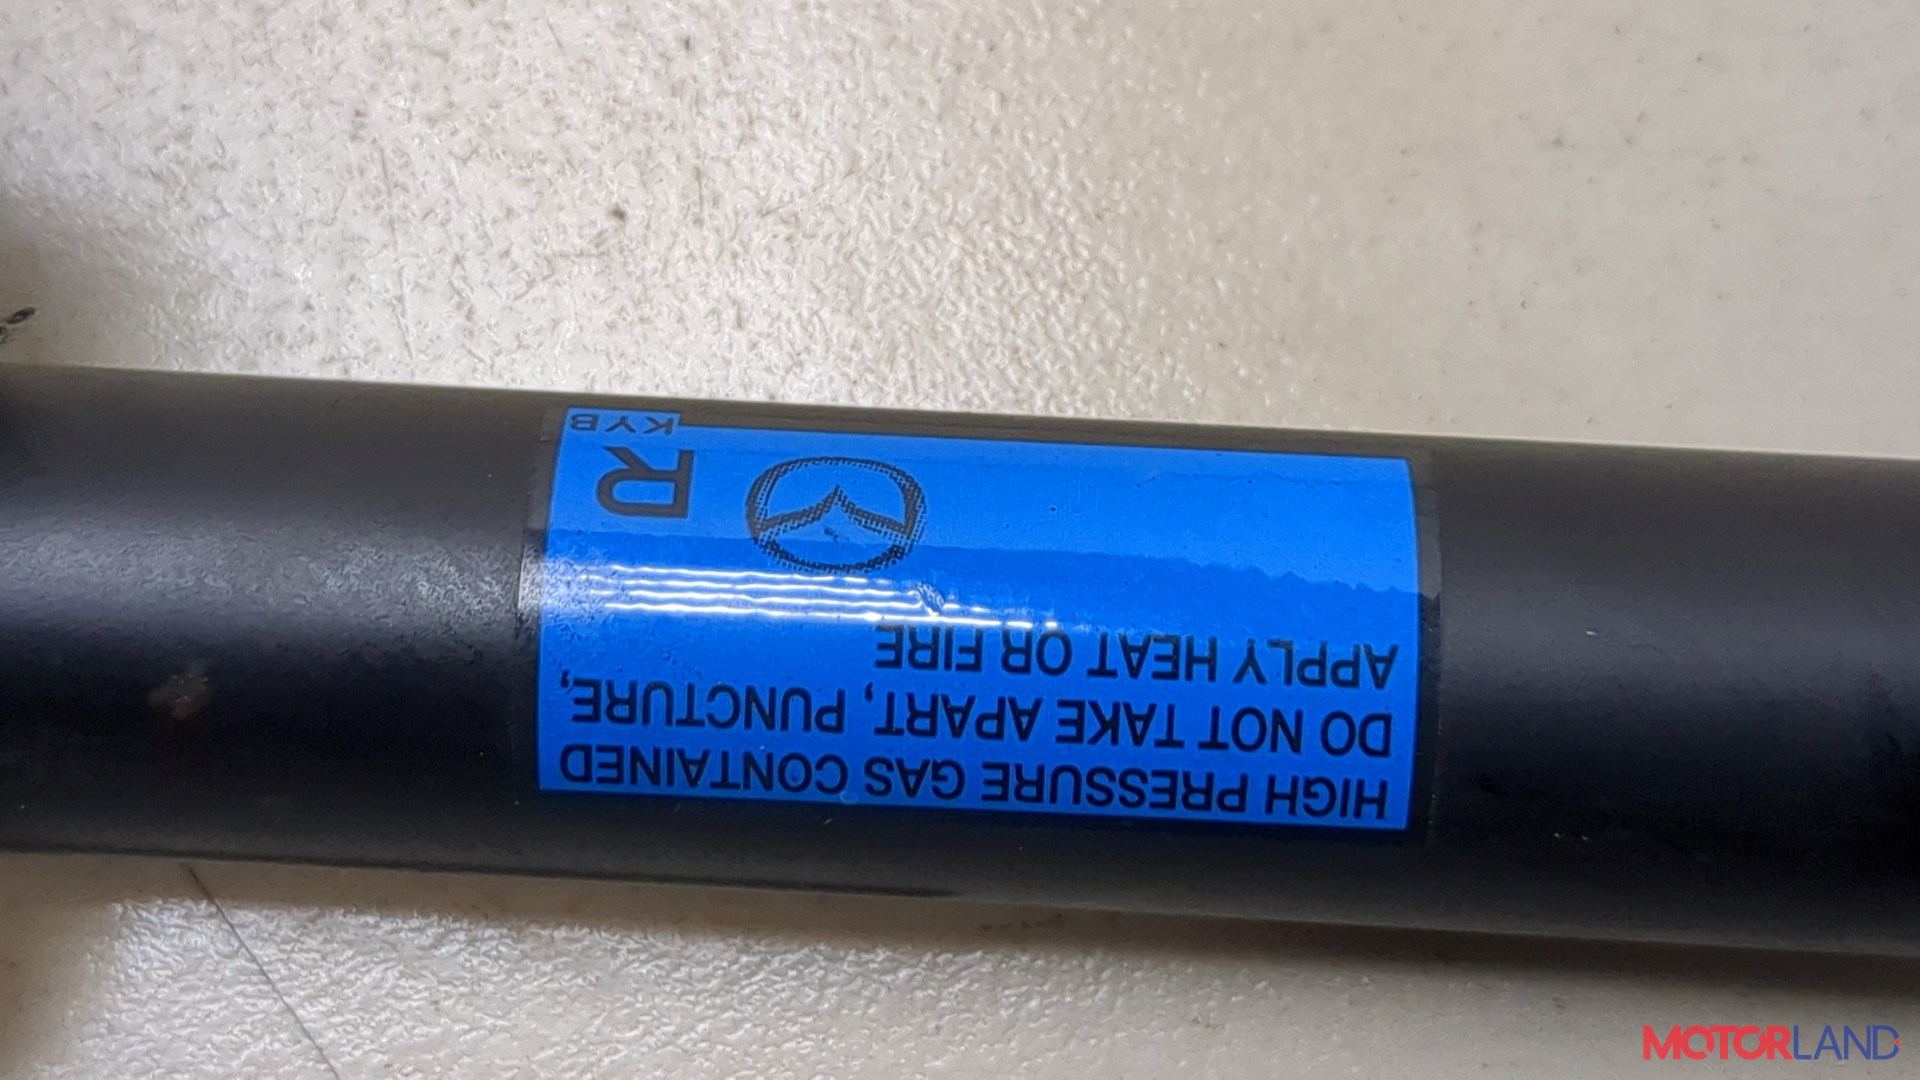 HIGH PRESSURE GAS CONTAINED
DO NOT TAKE APART, PUNCTURE,
APPLY HEAT OR FIRE
R
KYB
MOTORLAND